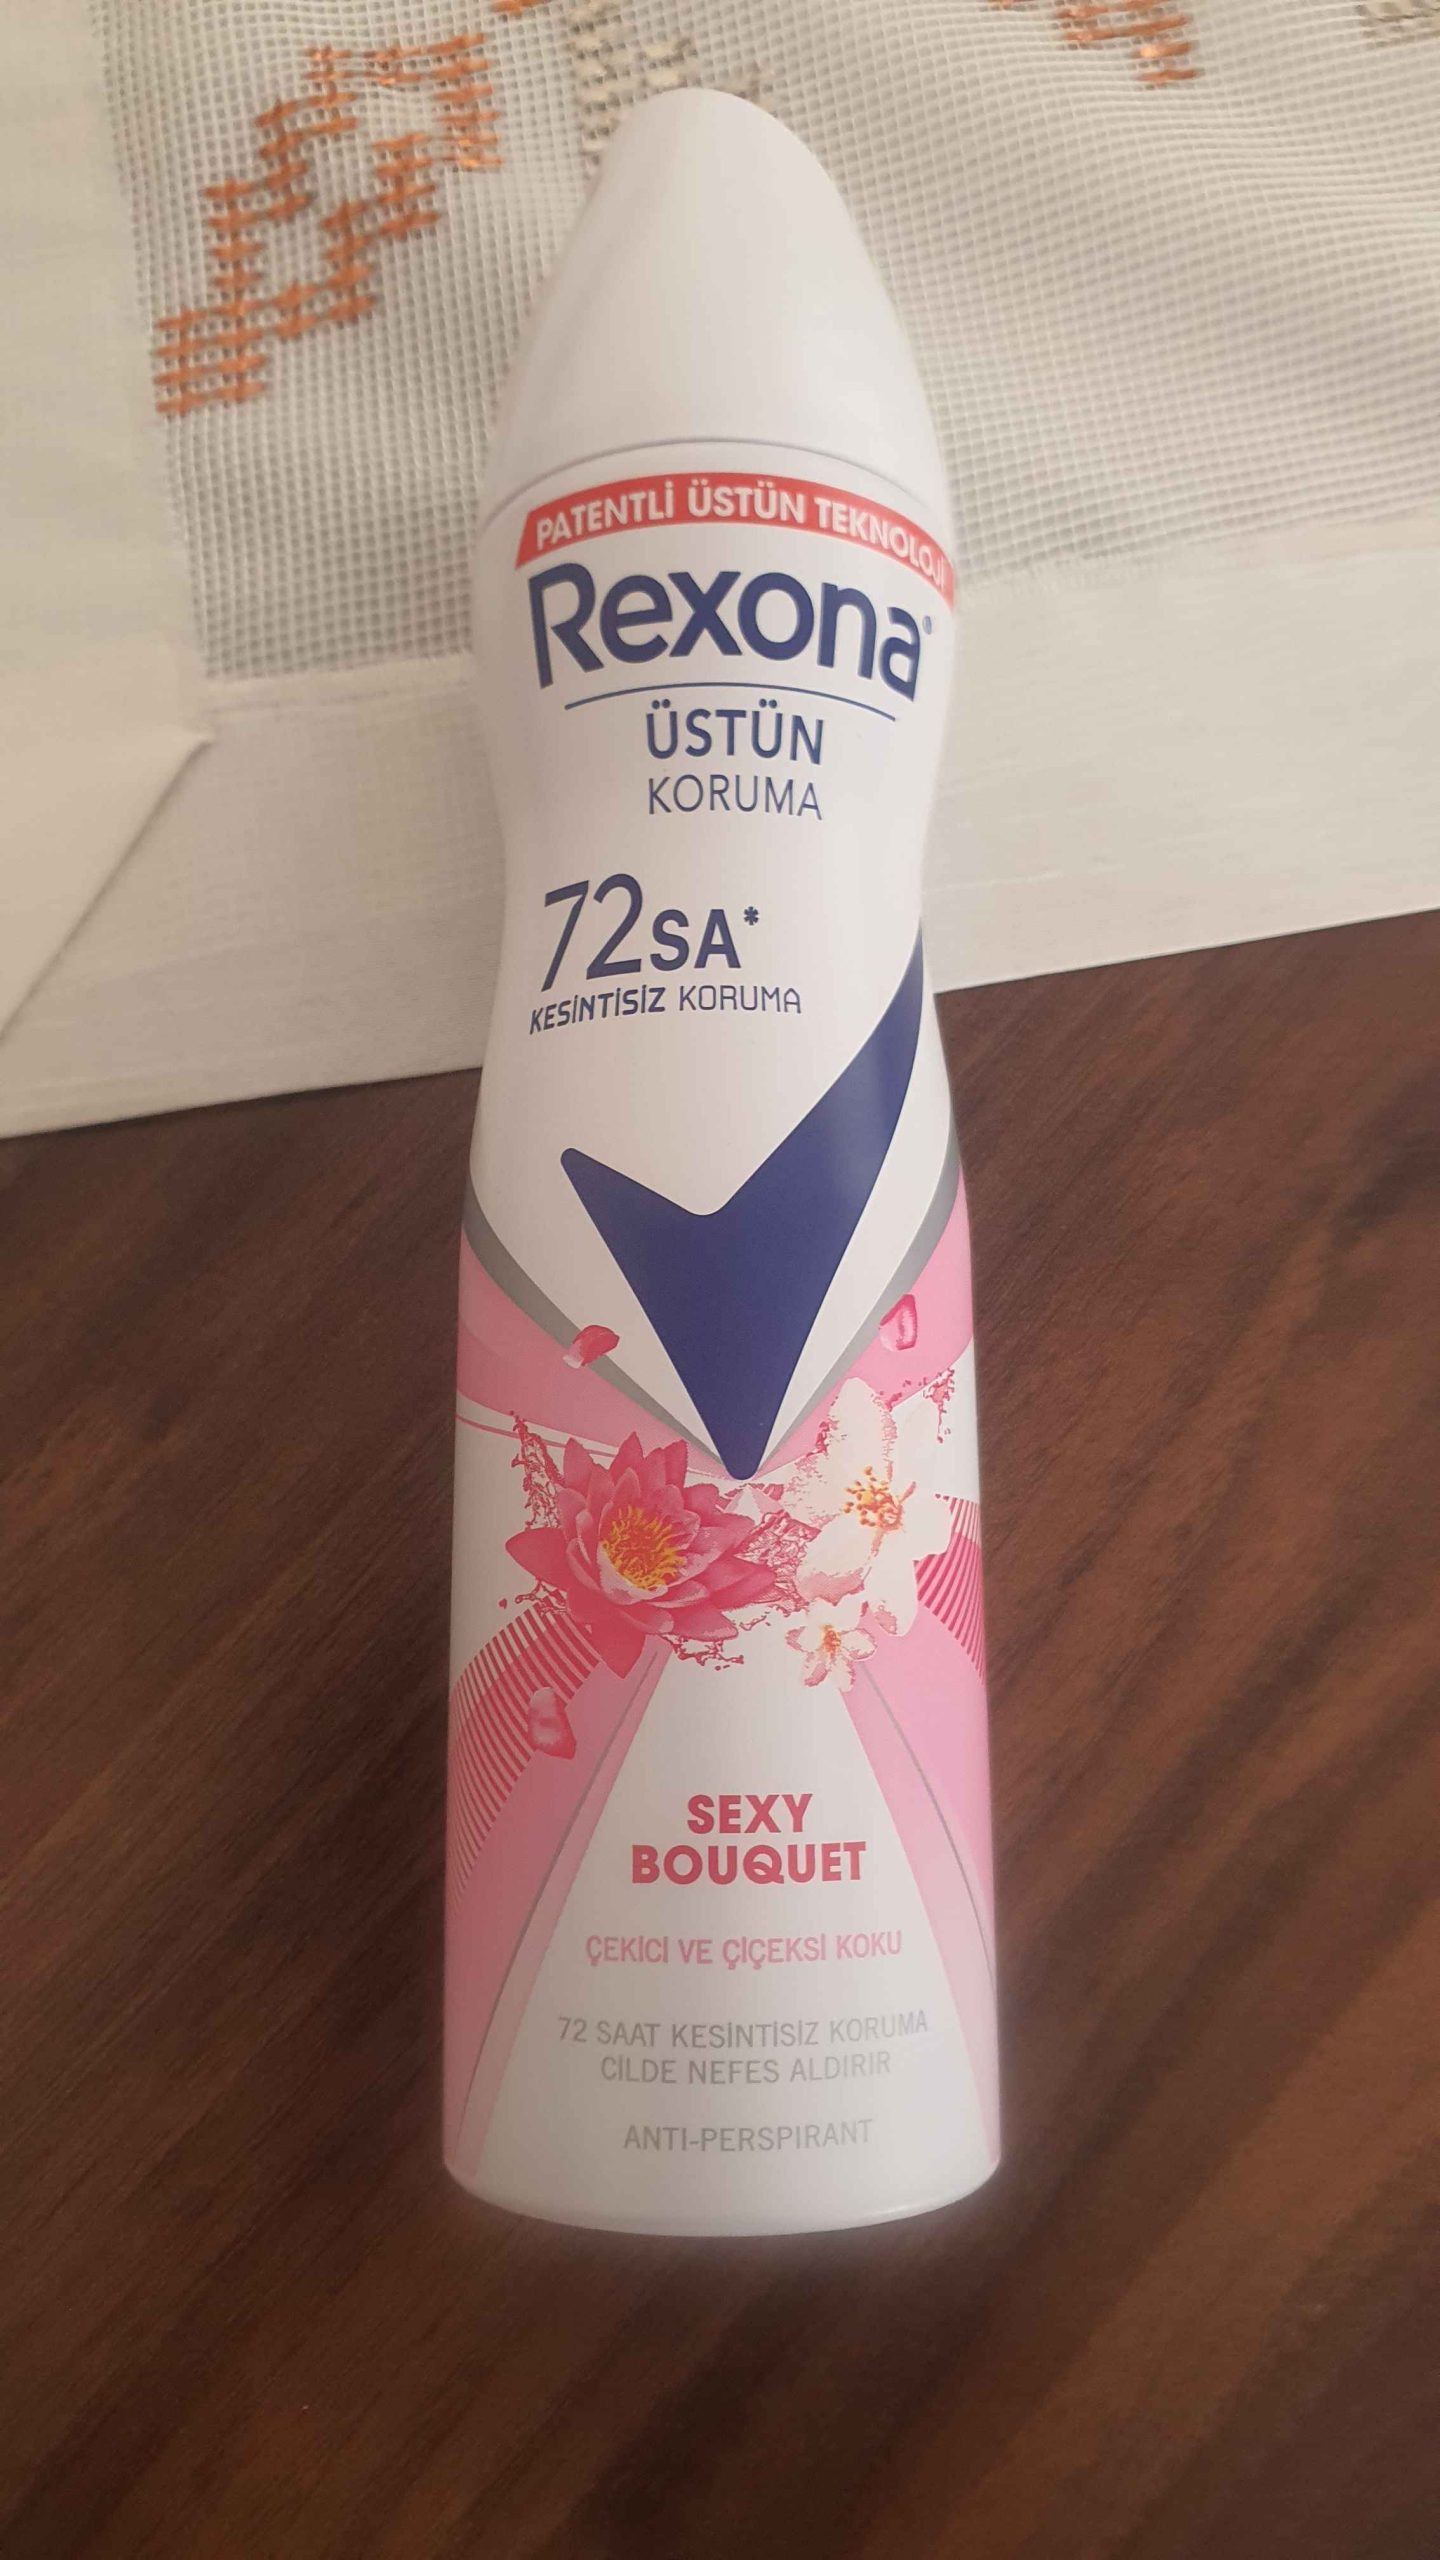 PATENTLİ ÜSTÜN TEKNOLOJİ
Rexona®
ÜSTÜN
KORUMA
72SA*
KESİNTİSİZ KORUMA
SEXY
BOUQUET
ÇEKİCİ VE ÇİÇEKSİ KOKU
72 SAAT KESİNTİSİZ KORUMA
CİLDE NEFES ALDIRIR
ANTI-PERSPIRANT